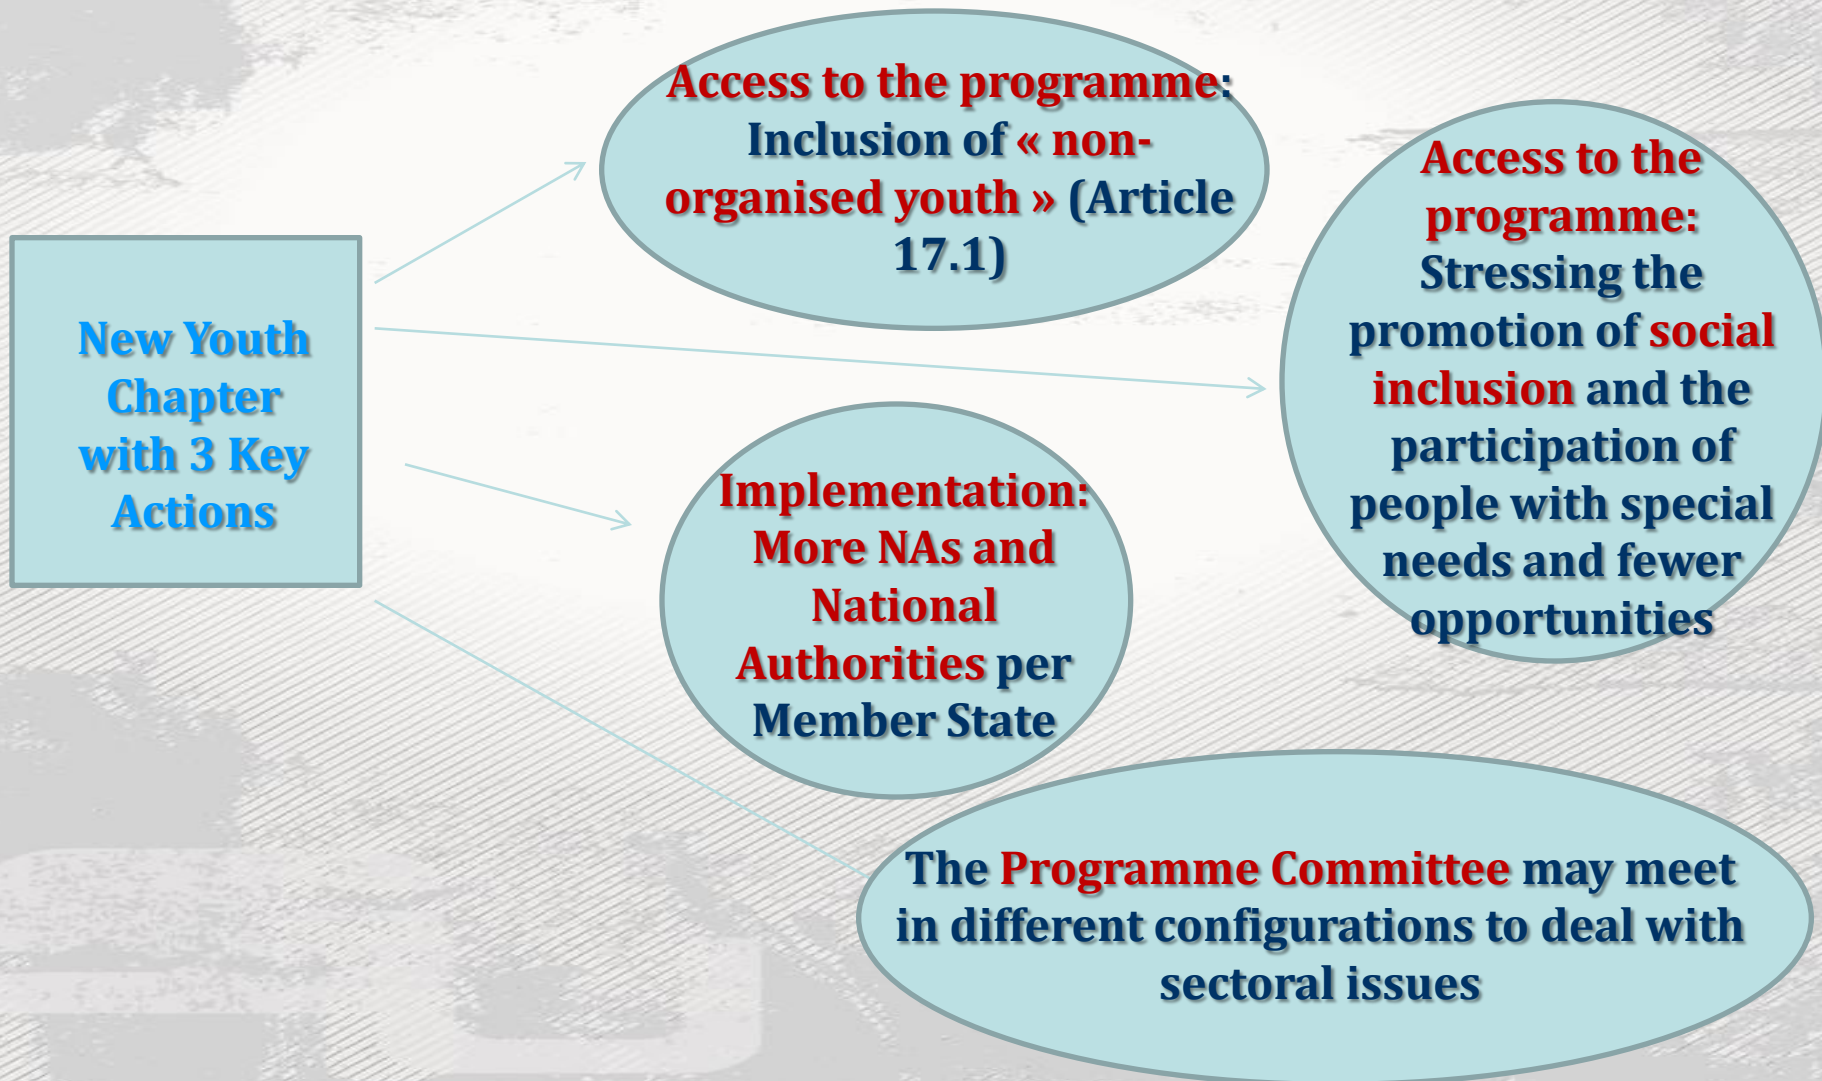 New Youth
Chapter
with 3 Key
Actions
Access to the programme:
Inclusion of « non-
organised youth » (Article
17.1)
Access to the
programme:
Stressing the
promotion of social
inclusion and the
participation of
people with special
needs and fewer
opportunities
Implementation:
More NAs and
National
Authorities per
Member State
The Programme Committee may meet
in different configurations to deal with
sectoral issues